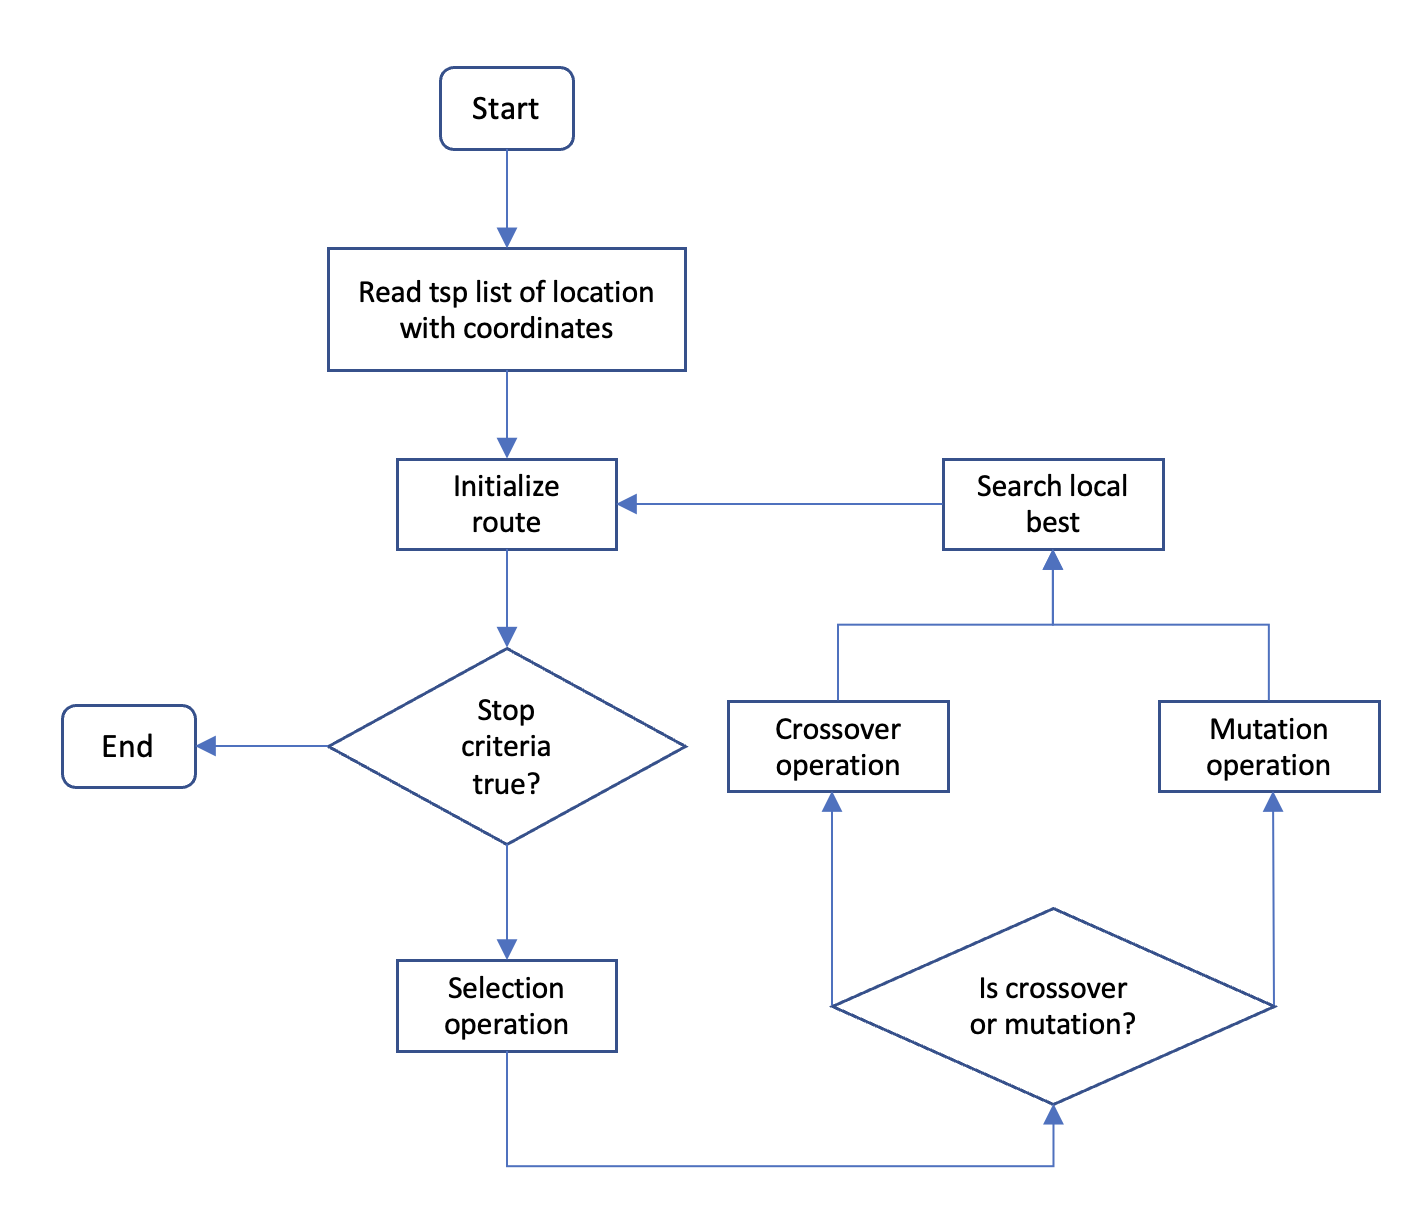 Start
Read tsp list of location
with coordinates
Initialize
route
Search local
best
Stop
criteria
true?
End
Crossover
operation
Mutation
operation
Selection
operation
Is crossover
or mutation?